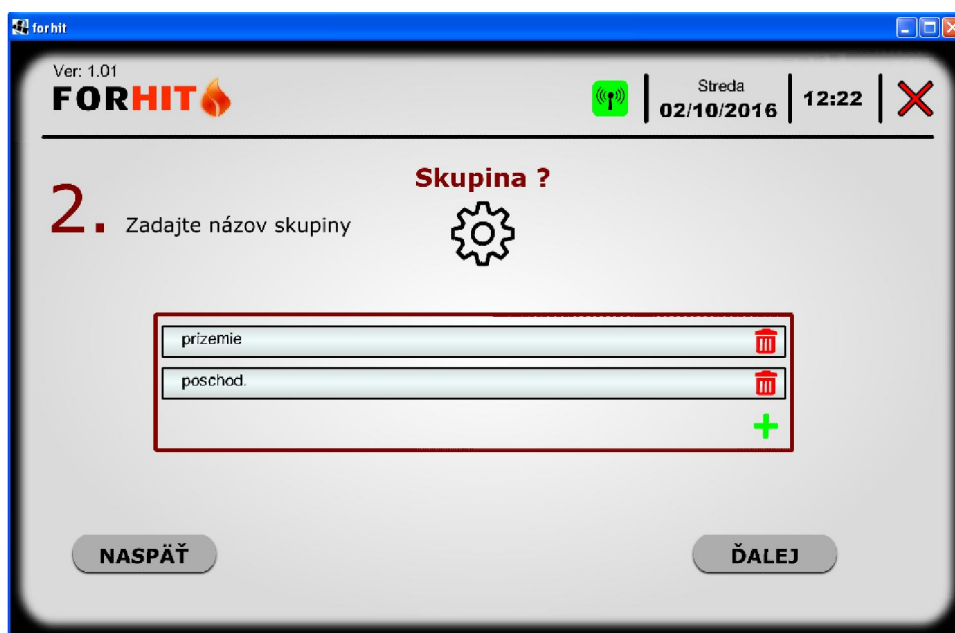 forhit
Ver: 1.01
FORHIT
Streda
02/10/2016
12:22
Skupina ?
2. Zadajte názov skupiny
prizemie
poschod.
NASPÄŤ
ĎALEJ